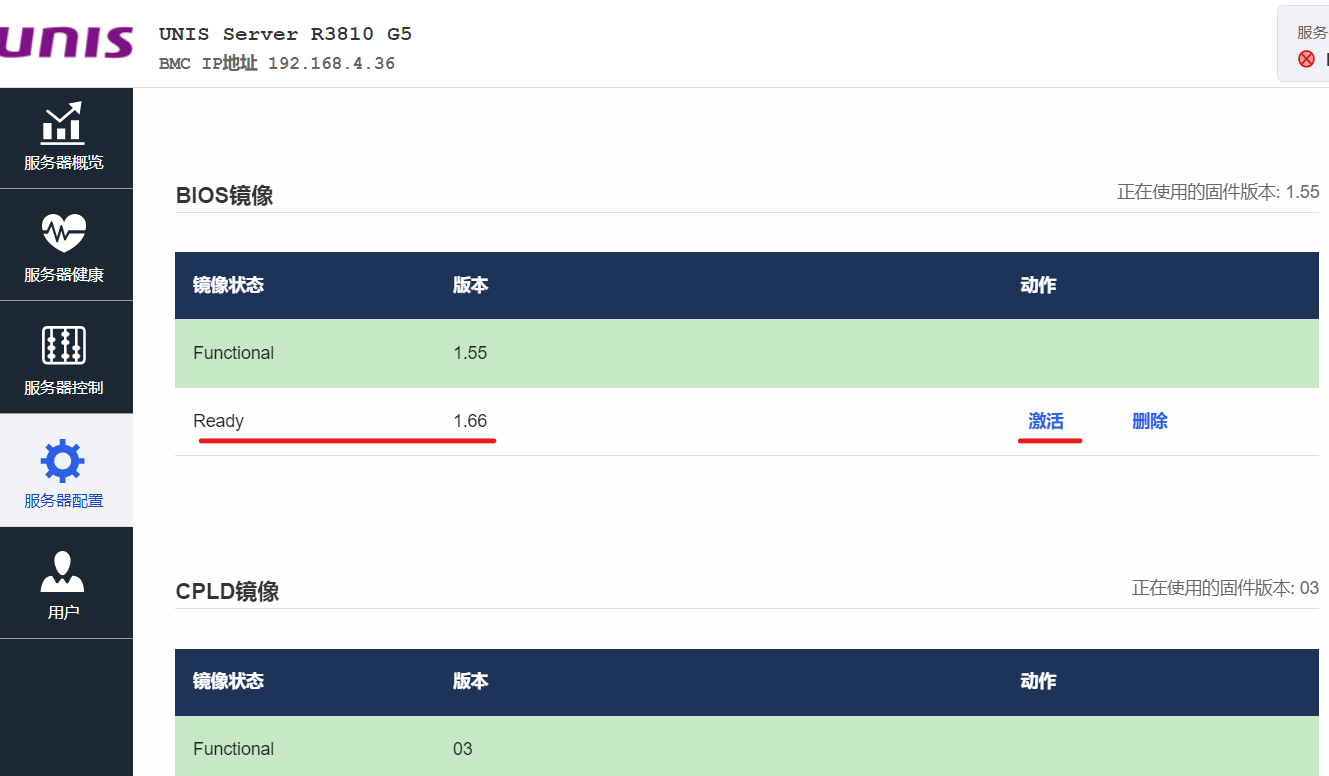 UNIS
UNIS Server R3810 G5
BMC IP地址 192.168.4.36
服务
服务器概览
服务器健康
服务器控制
服务器配置
用户
BIOS镜像
正在使用的固件版本: 1.55
镜像状态 版本 动作
Functional 1.55
Ready 1.66 激活 删除
CPLD镜像
正在使用的固件版本: 03
镜像状态 版本 动作
Functional 03